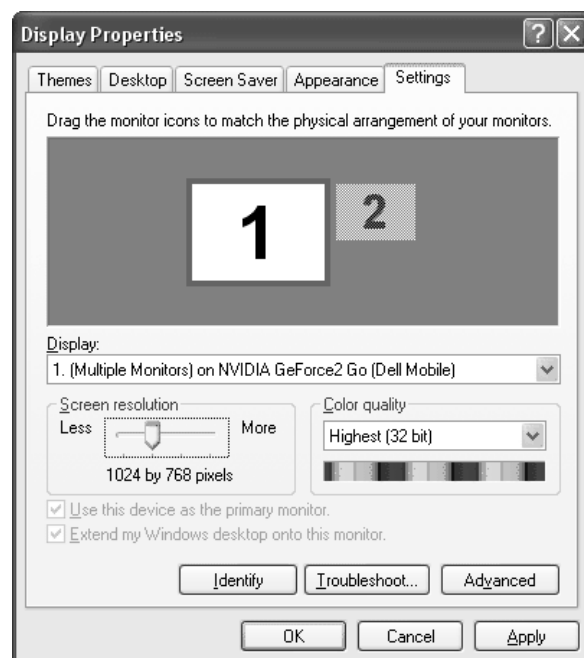 Display Properties
Themes Desktop Screen Saver Appearance Settings
Drag the monitor icons to match the physical arrangement of your monitors.
1 2
Display:
1. (Multiple Monitors) on NVIDIA GeForce2 Go (Dell Mobile)
Screen resolution
Less More
1024 by 768 pixels
Color quality
Highest (32 bit)
Use this device as the primary monitor.
Extend my Windows desktop onto this monitor.
Identify Troubleshoot... Advanced
OK Cancel Apply